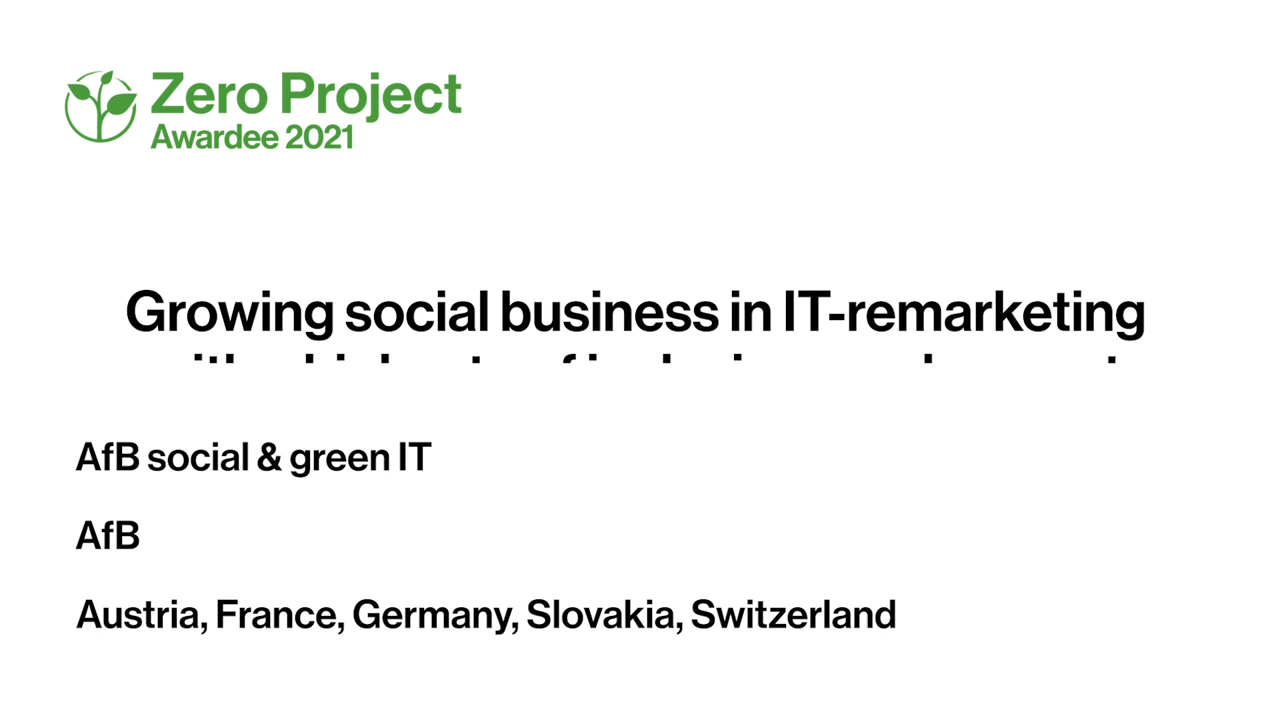 Zero Project
Awardee 2021
Growing social business in IT-remarketing
AfB social & green IT
AfB
Austria, France, Germany, Slovakia, Switzerland